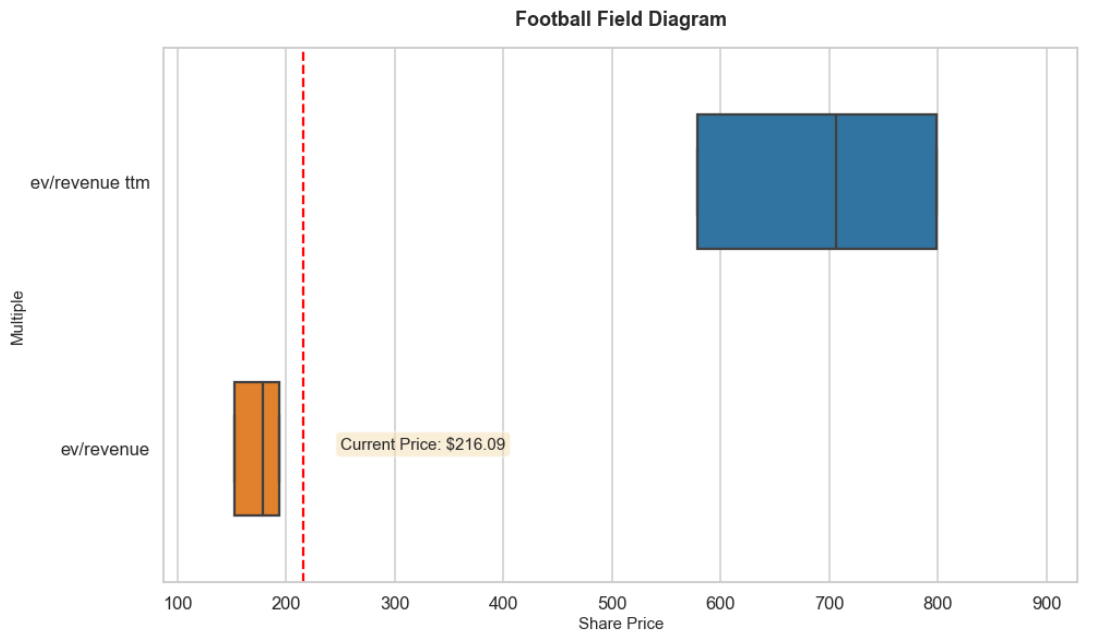 Football Field Diagram
ev/revenue ttm
Multiple
ev/revenue
Current Price: $216.09
100 200 300 400 500 600 700 800 900
Share Price